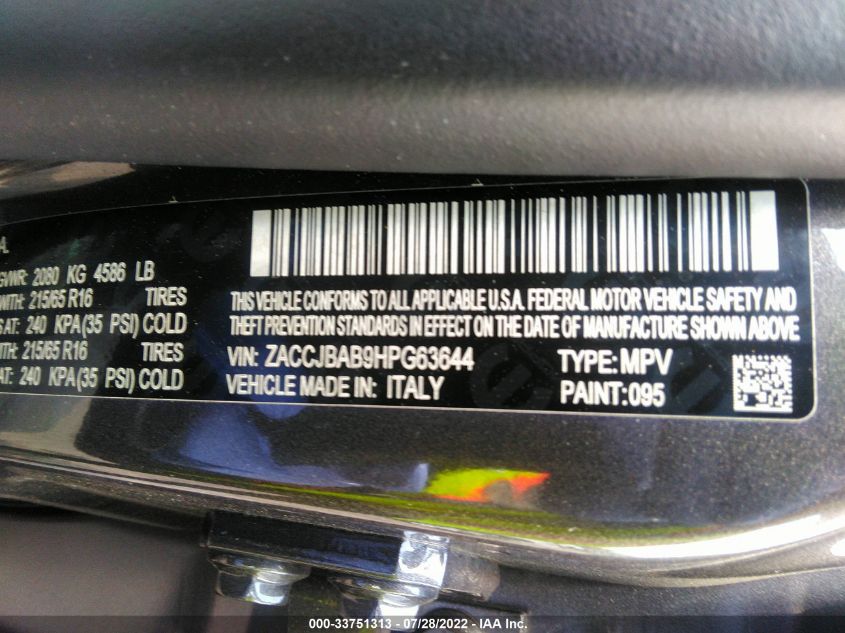 A.
GVWR: 2080 KG 4586 LB
WITH: 215/65 R16 TIRES
S AT: 240 KPA(35 PSI) COLD
WITH: 215/65 R16 TIRES
AT: 240 KPA(35 PSI) COLD
THIS VEHICLE CONFORMS TO ALL APPLICABLE U.S.A. FEDERAL MOTOR VEHICLE SAFETY AND
THEFT PREVENTION STANDARDS IN EFFECT ON THE DATE OF MANUFACTURE SHOWN ABOVE
VIN: ZACCJBAB9HPG63644 TYPE: MPV
VEHICLE MADE IN: ITALY PAINT: 095
000-33751313 - 07/28/2022 - IAA Inc.